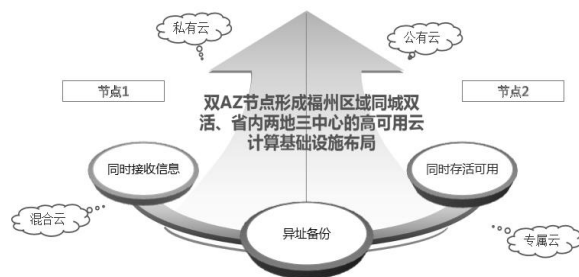 私有云
公有云
节点1
节点2
双AZ节点形成福州区域同城双
活、省内两地三中心的高可用云
计算基础设施布局
同时接收信息
同时存活可用
混合云
异址备份
专属云